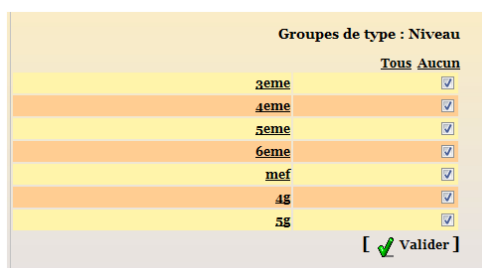 Groupes de type : Niveau
Tous Aucun
3eme
4eme
5eme
6eme
mef
4g
5g
[ Valider ]